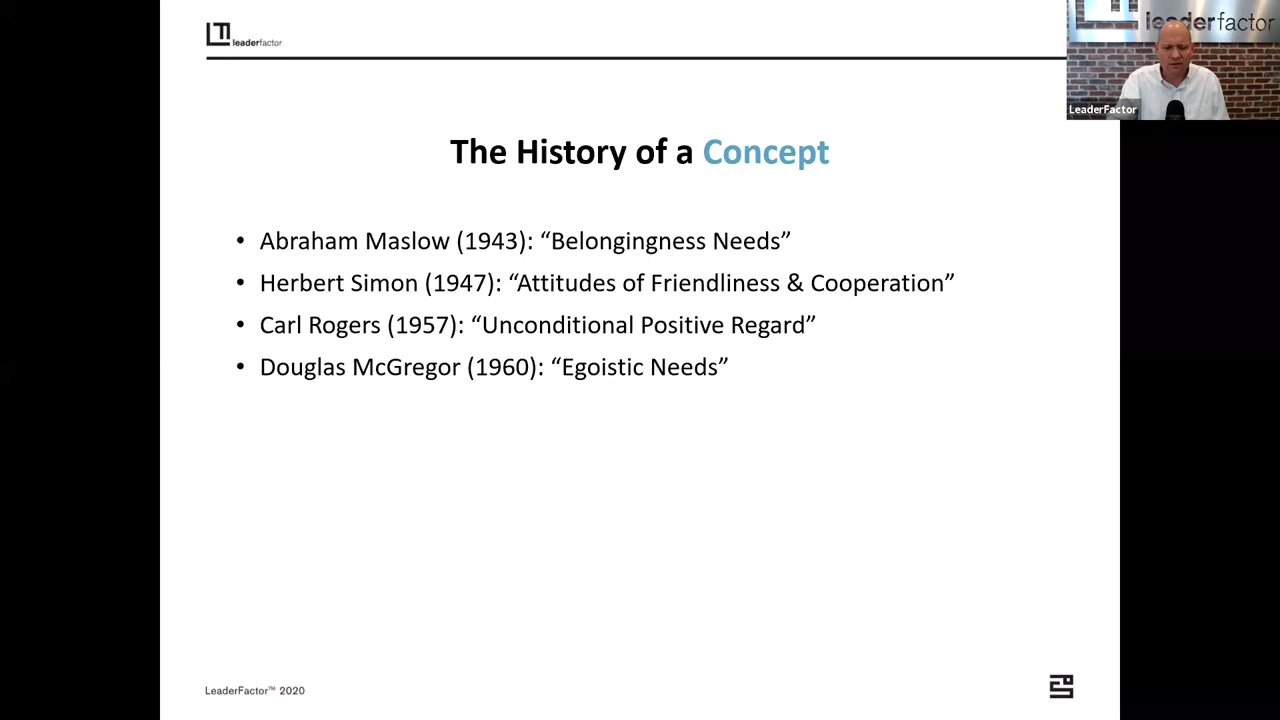 leaderfactor
leaderfactor
LeaderFactor
The History of a Concept
• Abraham Maslow (1943): “Belongingness Needs”
• Herbert Simon (1947): “Attitudes of Friendliness & Cooperation”
• Carl Rogers (1957): “Unconditional Positive Regard”
• Douglas McGregor (1960): “Egoistic Needs”
LeaderFactor™ 2020